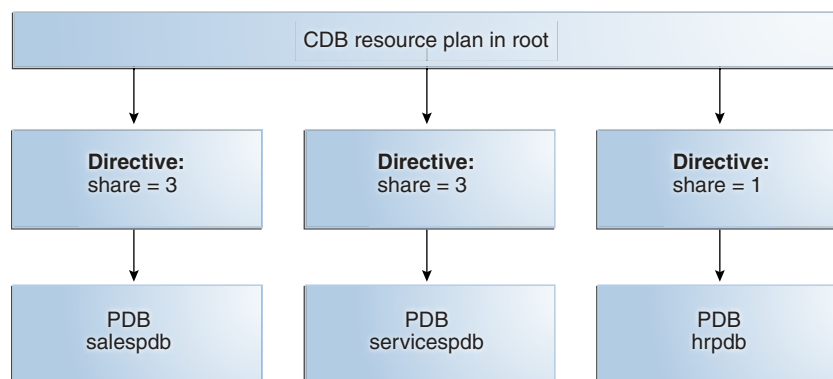 CDB resource plan in root
Directive:
share = 3
Directive:
share = 3
Directive:
share = 1
PDB
salespdb
PDB
servicespdb
PDB
hrpdb